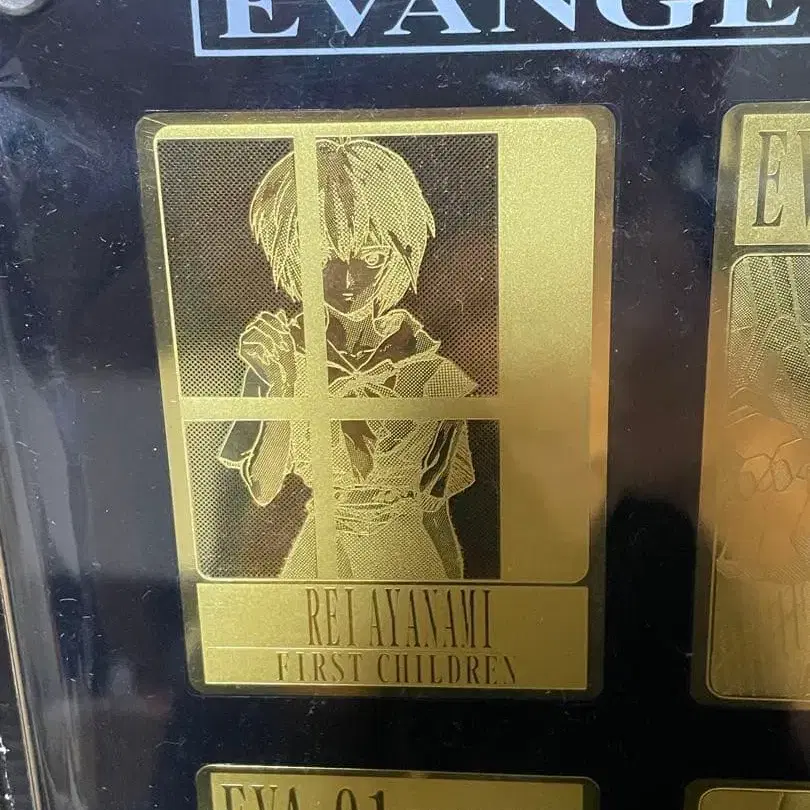 EVANGE
E
REI AYANAMI
FIRST CHILDREN
EVA-01